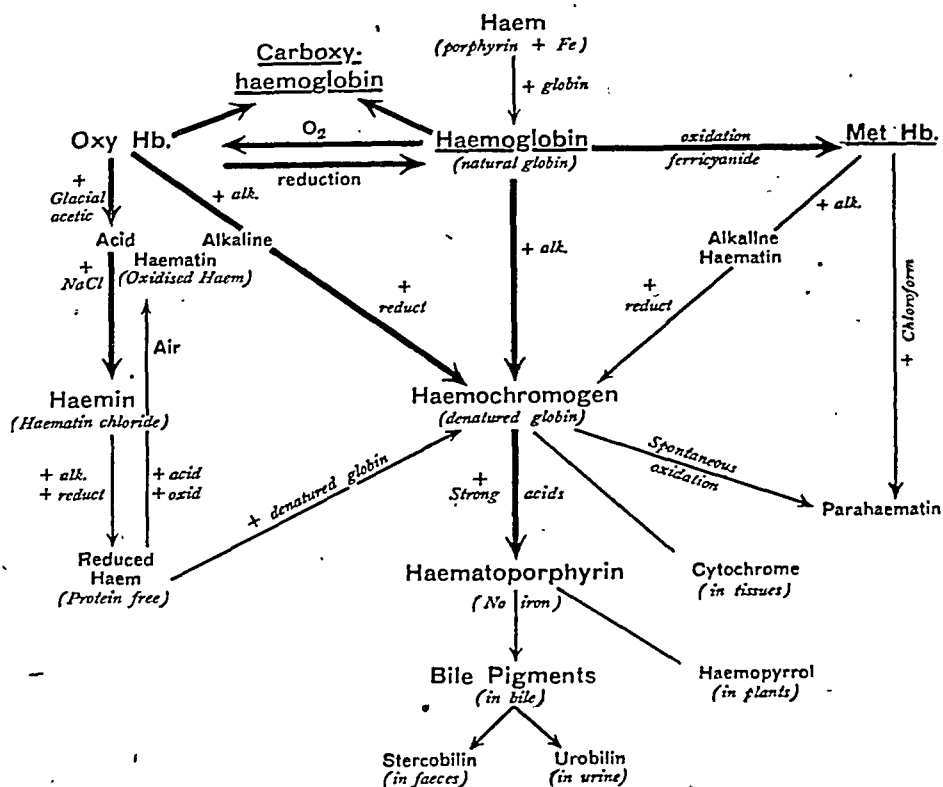 Haem
(porphyrin + Fe)
Carboxy-
haemoglobin
+ globin
Oxy Hb.
O2
Haemoglobin
(natural globin)
oxidation
ferricyanide
Met Hb.
reduction
+
Glacial
acetic
+ alk.
+ alk.
+ alk.
Acid
Alkaline
Haematin
(Oxidised Haem)
Alkaline
Haematin
+
NaCl
+
reduct
+
reduct
+ Chloroform
Air
Haemin
(Haematin chloride)
Haemochromogen
(denatured globin)
+ alk.
+ reduct
+ acid
+ oxid
+ denatured globin
+
Strong acids
Spontaneous
oxidation
Parahaematin
Reduced
Haem
(Protein free)
Haematoporphyrin
(No iron)
Cytochrome
(in tissues)
Bile Pigments
(in bile)
Haemopyrrol
(in plants)
Stercobilin
(in faeces)
Urobilin
(in urine)